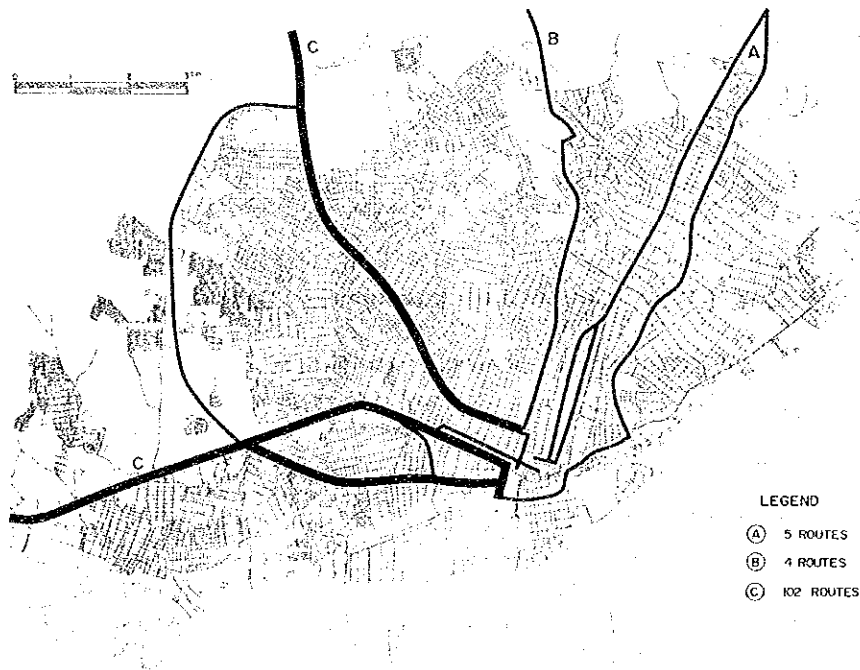 C
B
A
C
LEGEND
A 5 ROUTES
B 4 ROUTES
C 102 ROUTES